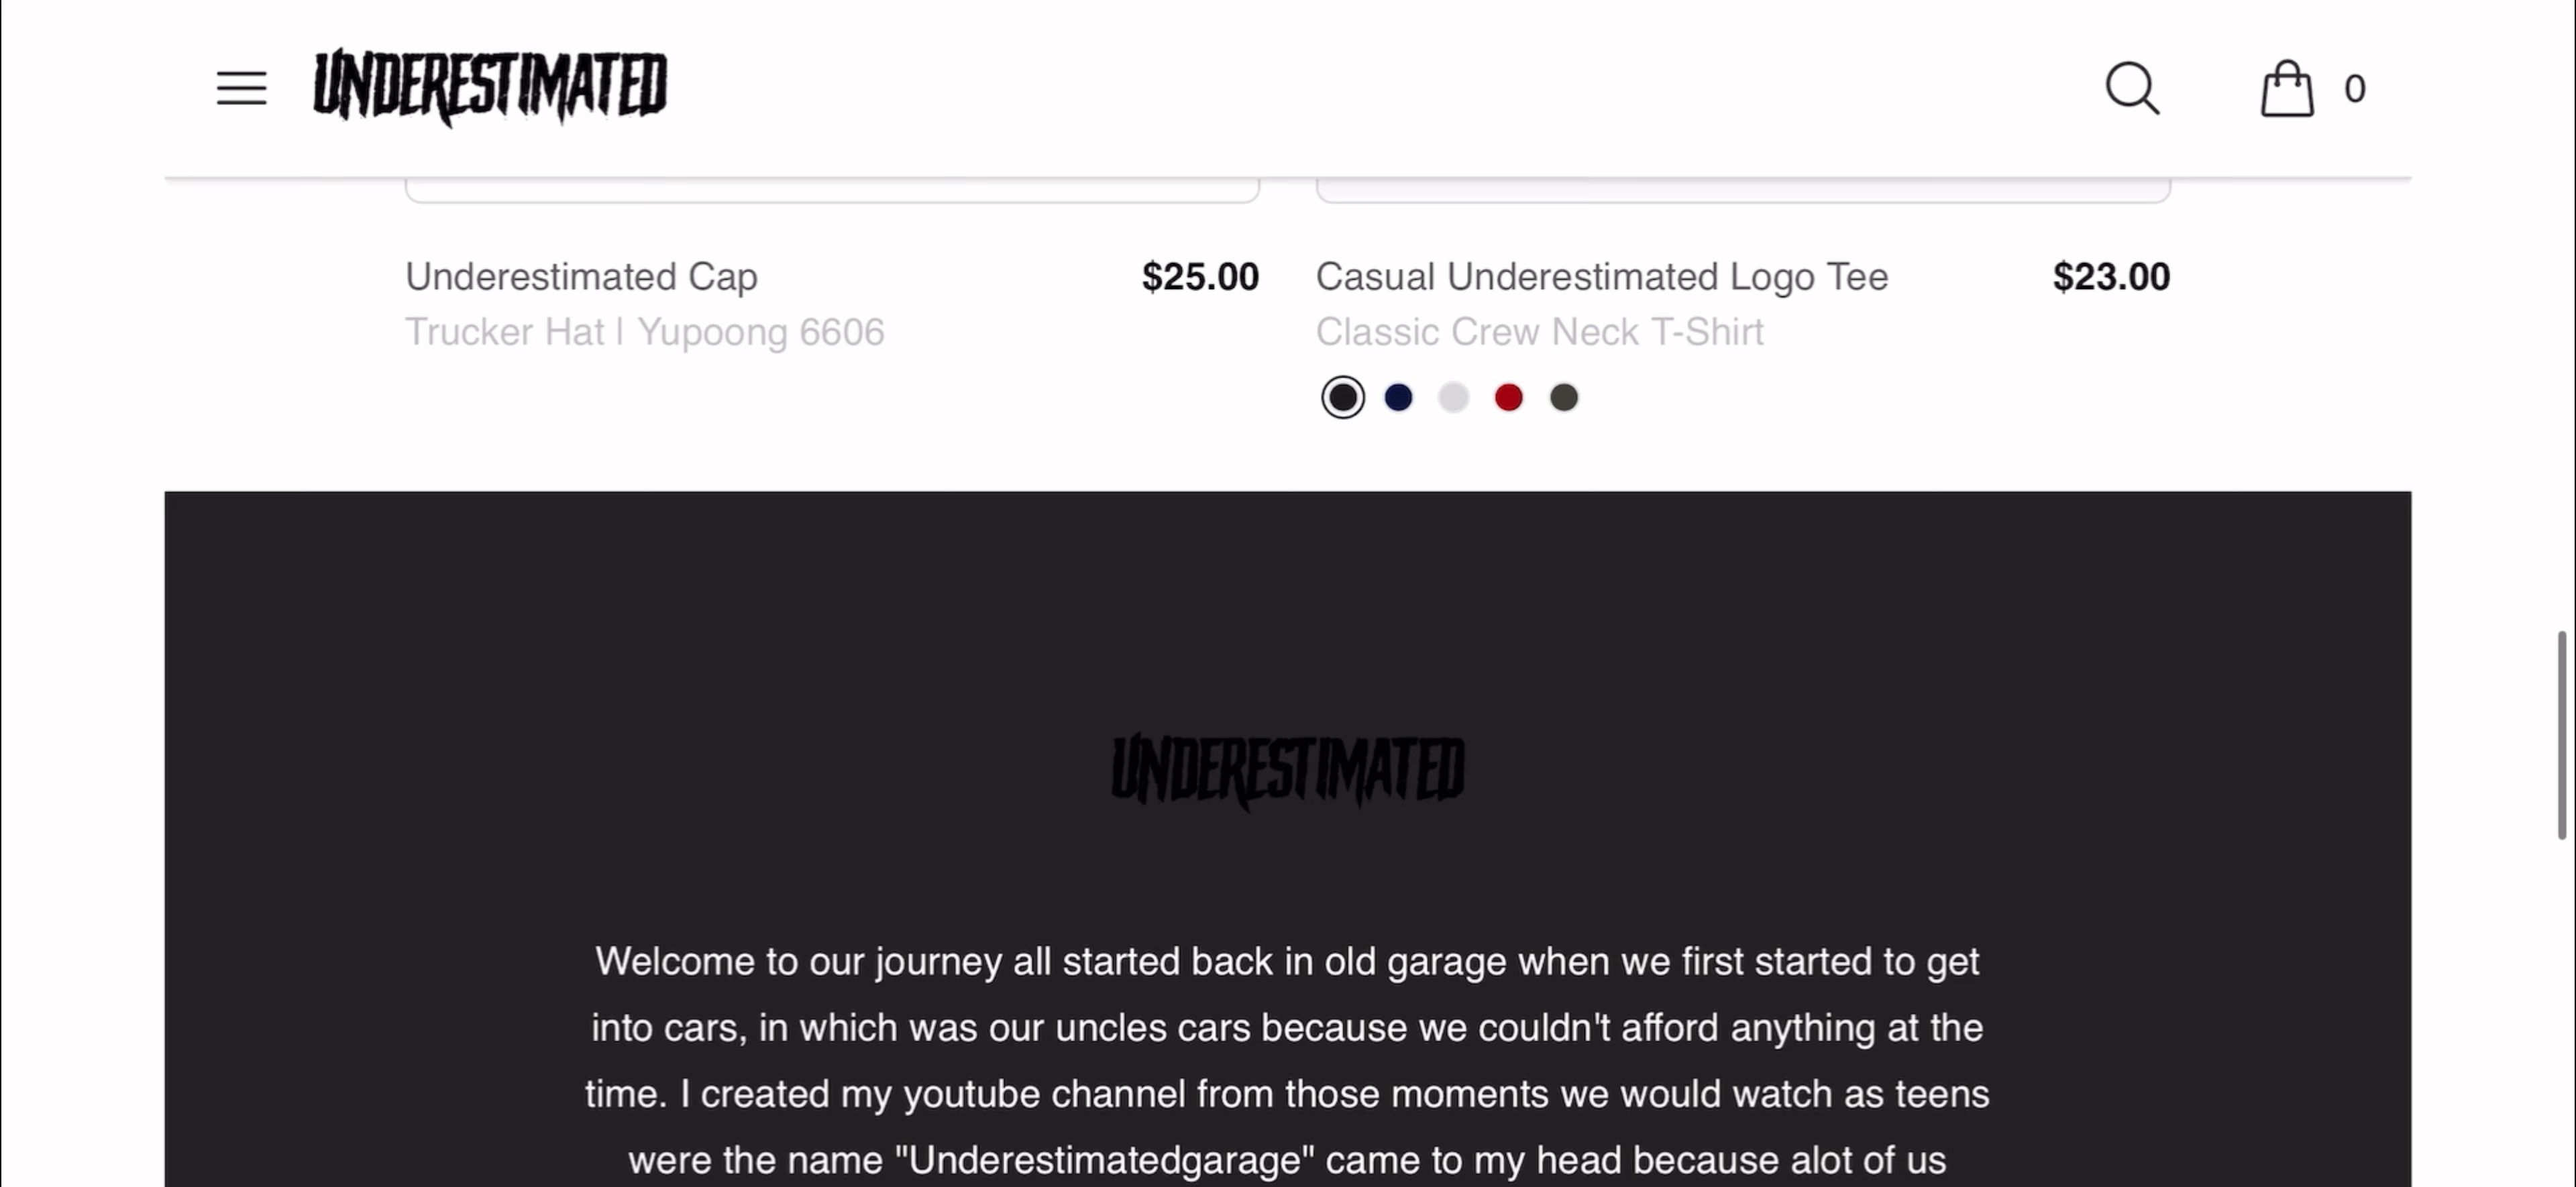 UNDERESTIMATED
0
Underestimated Cap $25.00
Trucker Hat | Yupoong 6606
Casual Underestimated Logo Tee $23.00
Classic Crew Neck T-Shirt
UNDERESTIMATED
Welcome to our journey all started back in old garage when we first started to get
into cars, in which was our uncles cars because we couldn't afford anything at the
time. I created my youtube channel from those moments we would watch as teens
were the name "Underestimatedgarage" came to my head because alot of us